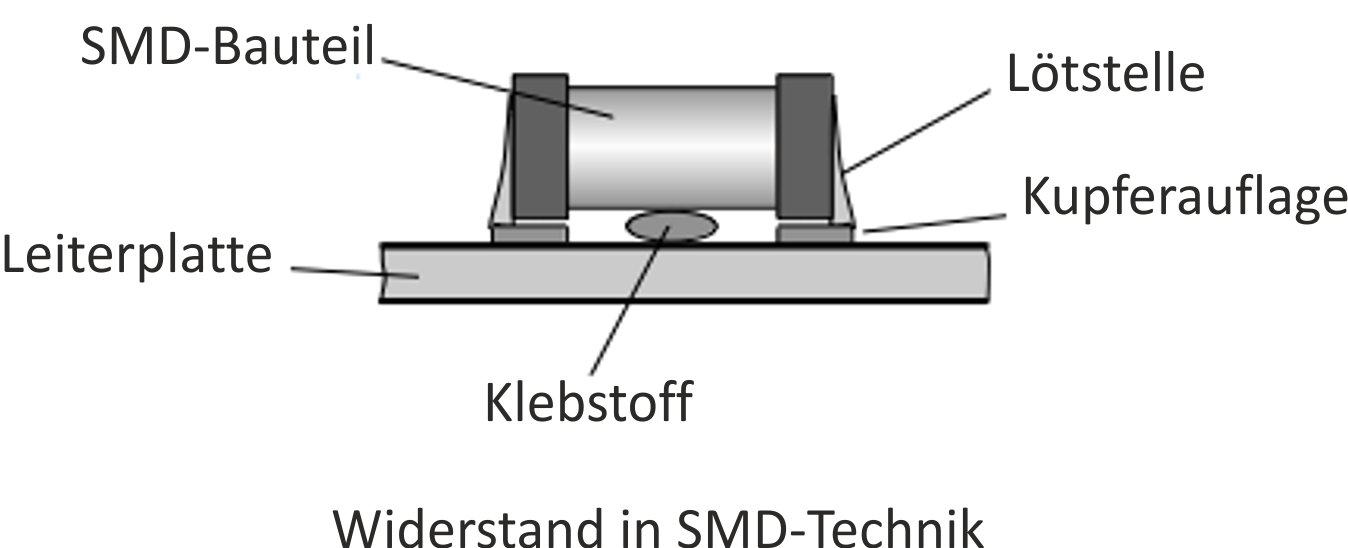 SMD-Bauteil
Lötstelle
Kupferauflage
Leiterplatte
Klebstoff
Widerstand in SMD-Technik